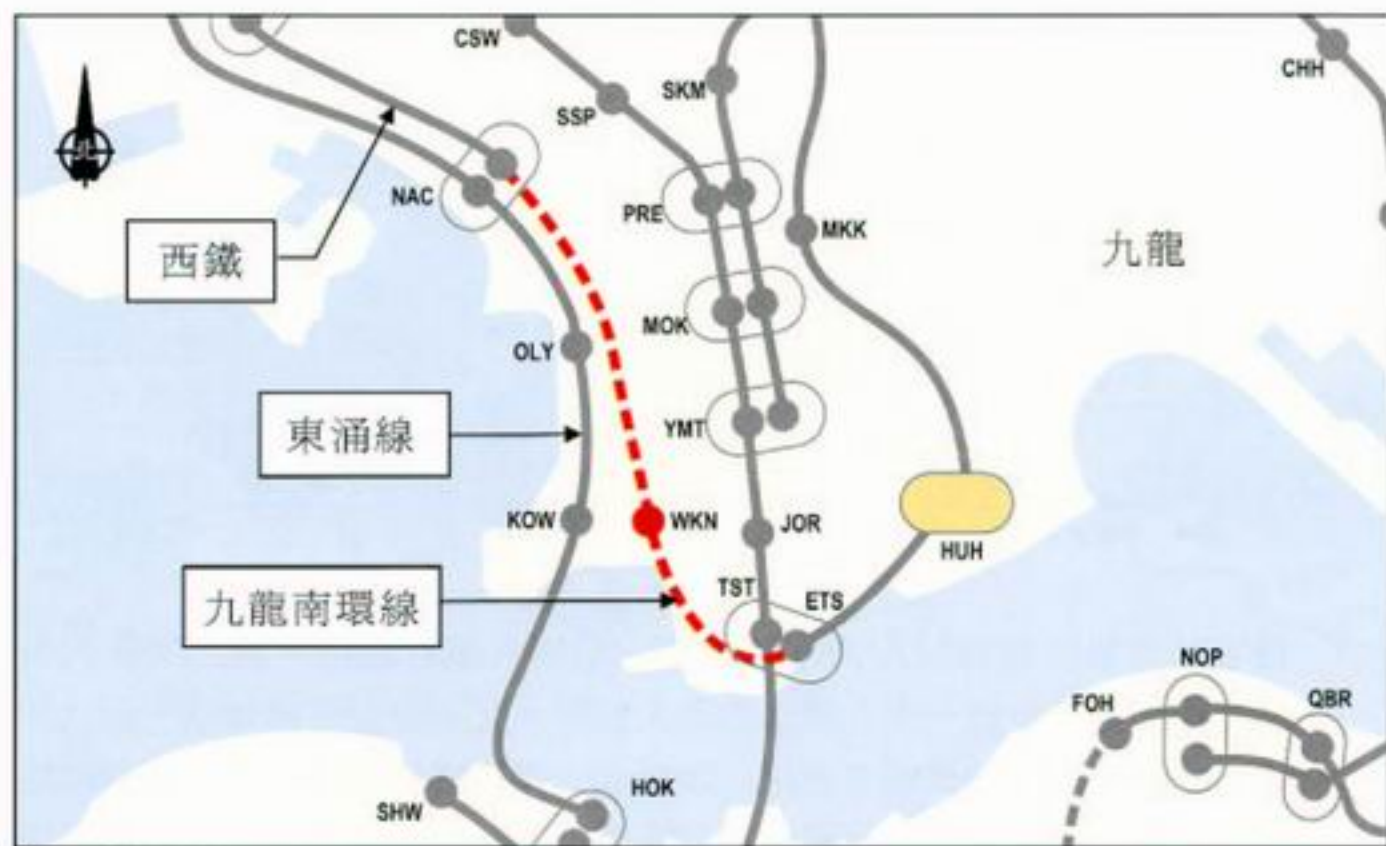 CSW
SKM
CHH
SSP
北
NAC
PRE
MKK
西鐵
九龍
MOK
OLY
東涌線
YMT
KOW
WKN
JOR
HUH
九龍南環線
TST
ETS
NOP
FOH
QBR
HOK
SHW